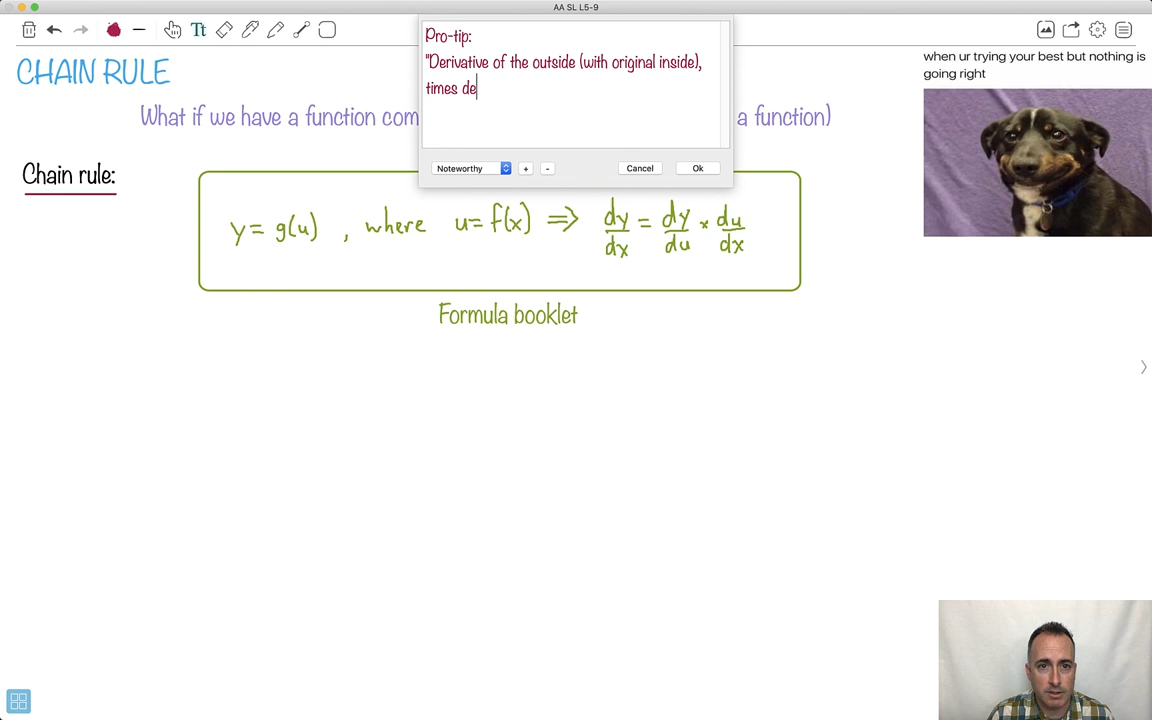 AA SL L5-9
Tt
Pro-tip:
"Derivative of the outside (with original inside),
times de
Noteworthy + - Cancel Ok
when ur trying your best but nothing is
going right
CHAIN RULE
What if we have a function com a function)
Chain rule:
y = g(u) , where u = f(x) ⟹ dy/dx = dy/du × du/dx
Formula booklet